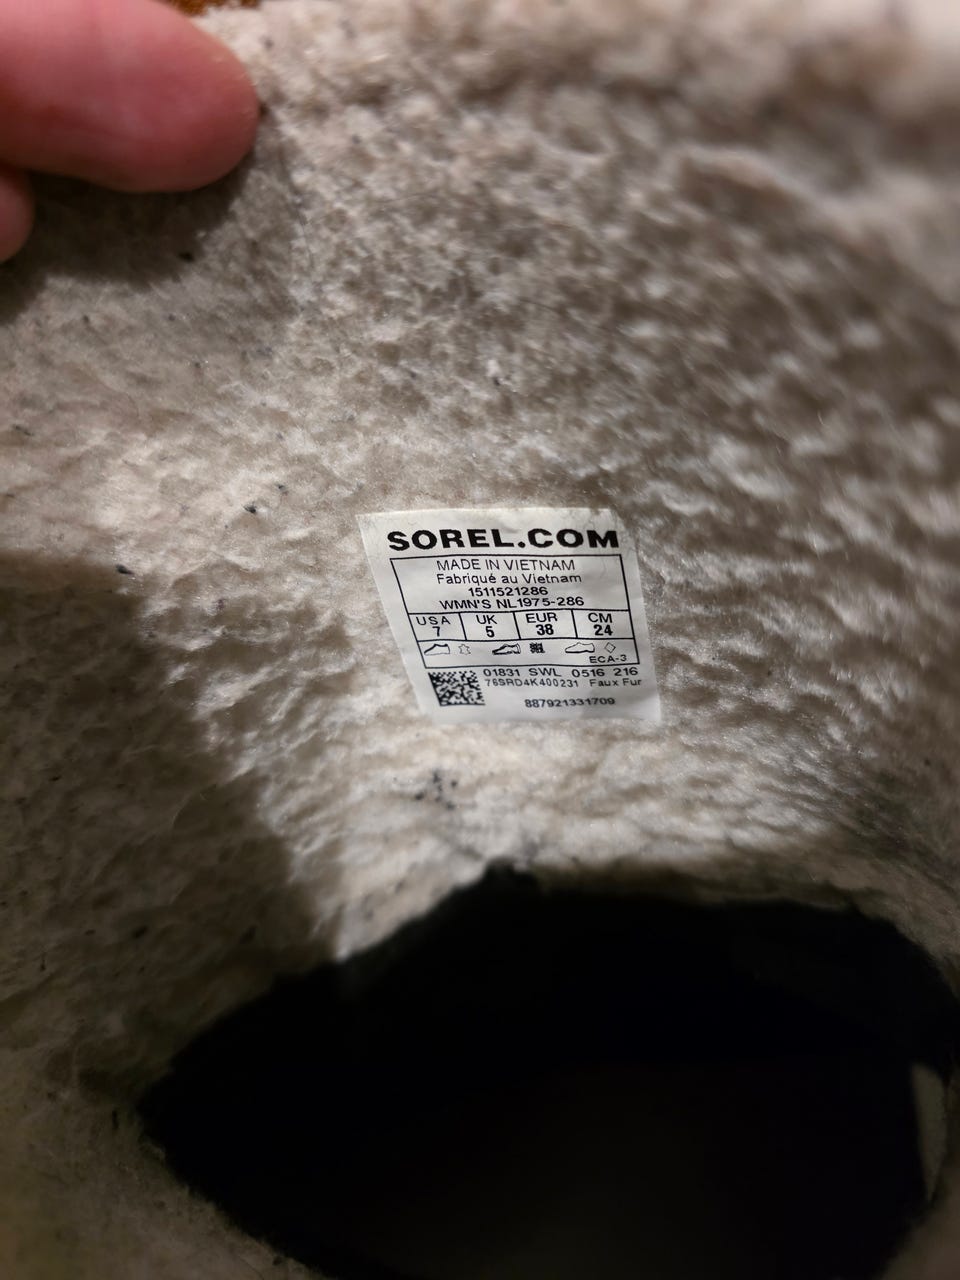 SOREL.COM
MADE IN VIETNAM
Fabriqué au Vietnam
1511521286
WMN'S NL1975-286
USA UK EUR CM
7 5 38 24
ECA-3
01831 SWL 0516 216
76SRD4K400231 Faux Fur
887921331709